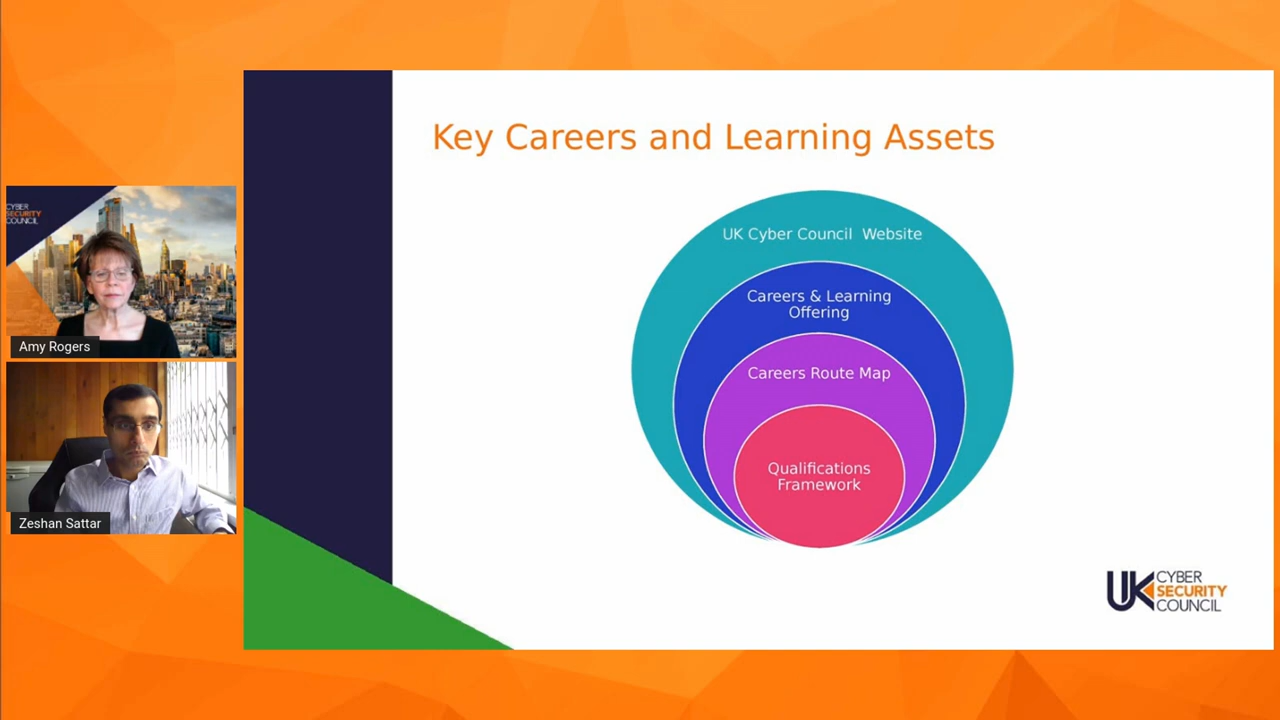 Key Careers and Learning Assets
UK Cyber Council Website
Careers & Learning
Offering
Careers Route Map
Qualifications
Framework
CYBER
SECURITY
COUNCIL
Amy Rogers
Zeshan Sattar
UK
CYBER
SECURITY
COUNCIL